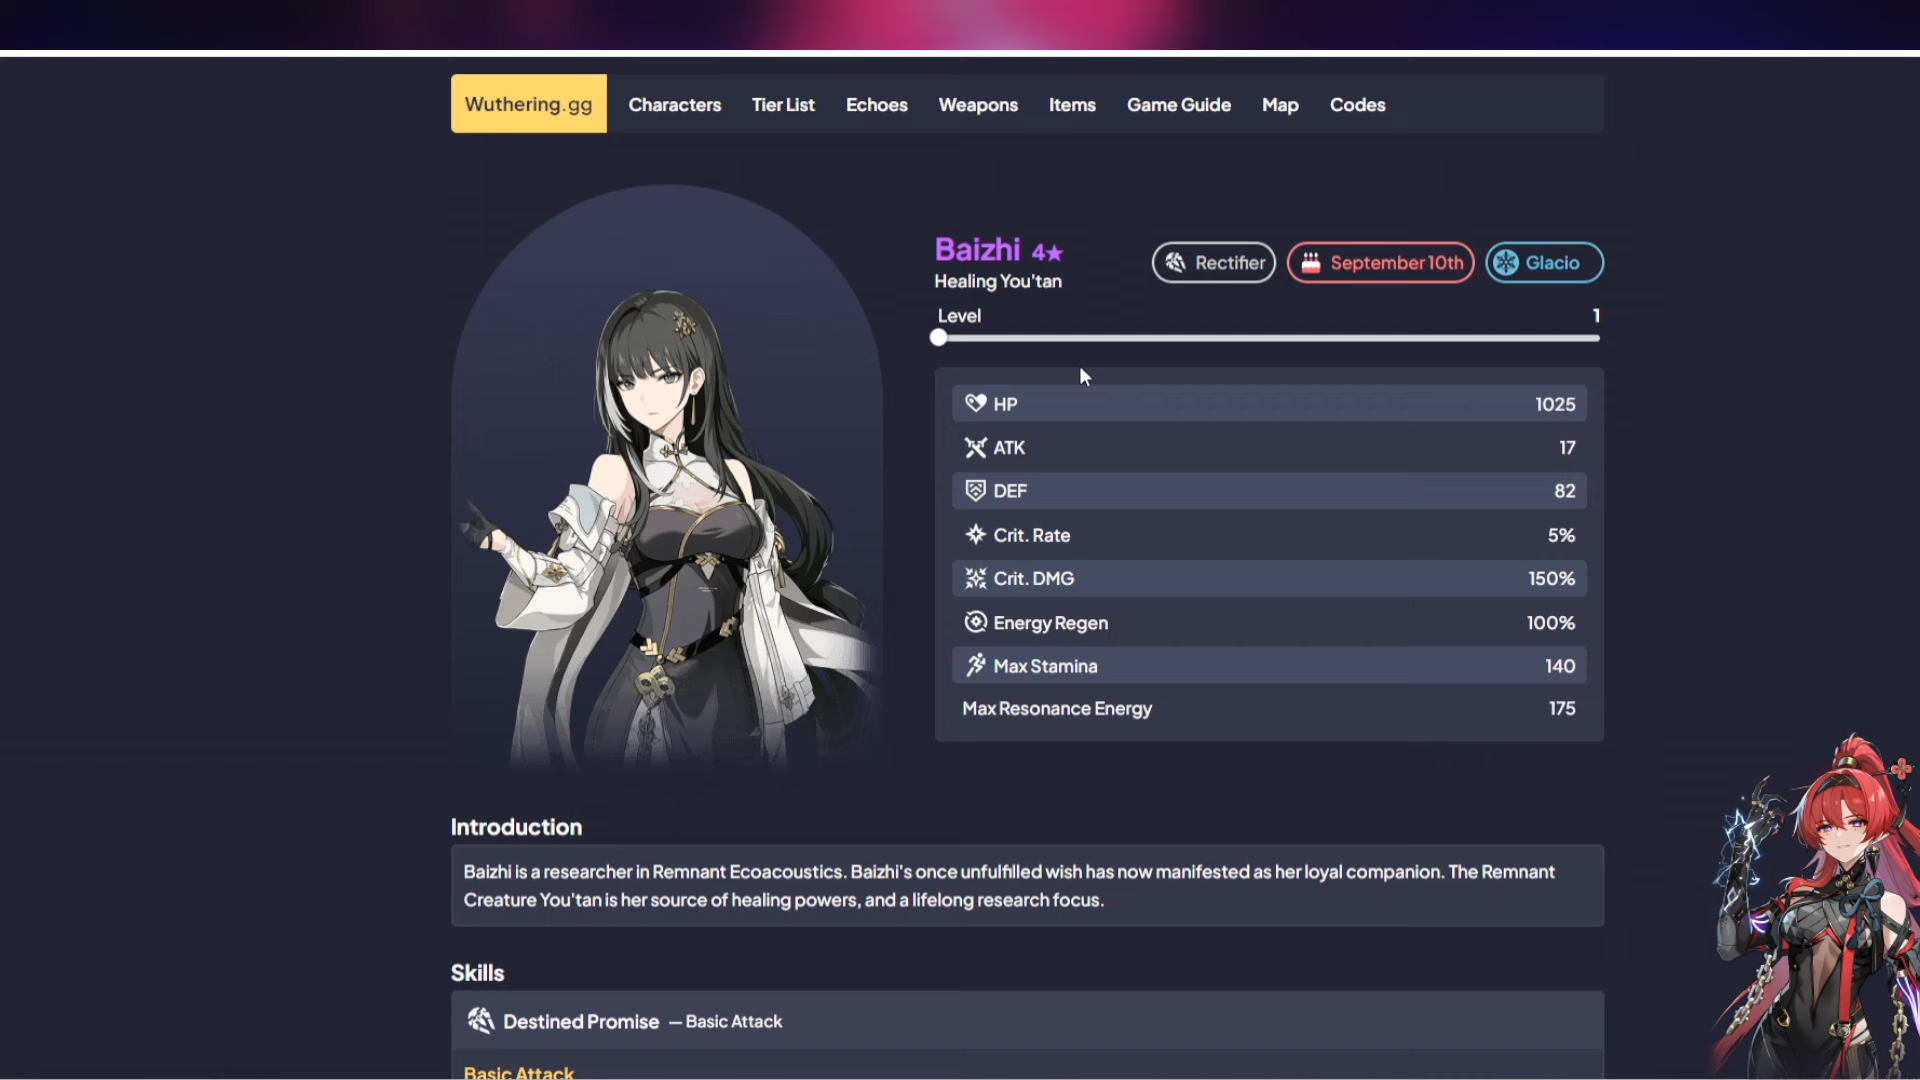 Wuthering.gg Characters Tier List Echoes Weapons Items Game Guide Map Codes
Baizhi 4★
Healing You'tan
Rectifier September 10th Glacio
Level 1
HP 1025
ATK 17
DEF 82
Crit. Rate 5%
Crit. DMG 150%
Energy Regen 100%
Max Stamina 140
Max Resonance Energy 175
Introduction
Baizhi is a researcher in Remnant Ecoacoustics. Baizhi's once unfulfilled wish has now manifested as her loyal companion. The Remnant
Creature You'tan is her source of healing powers, and a lifelong research focus.
Skills
Destined Promise — Basic Attack
Basic Attack